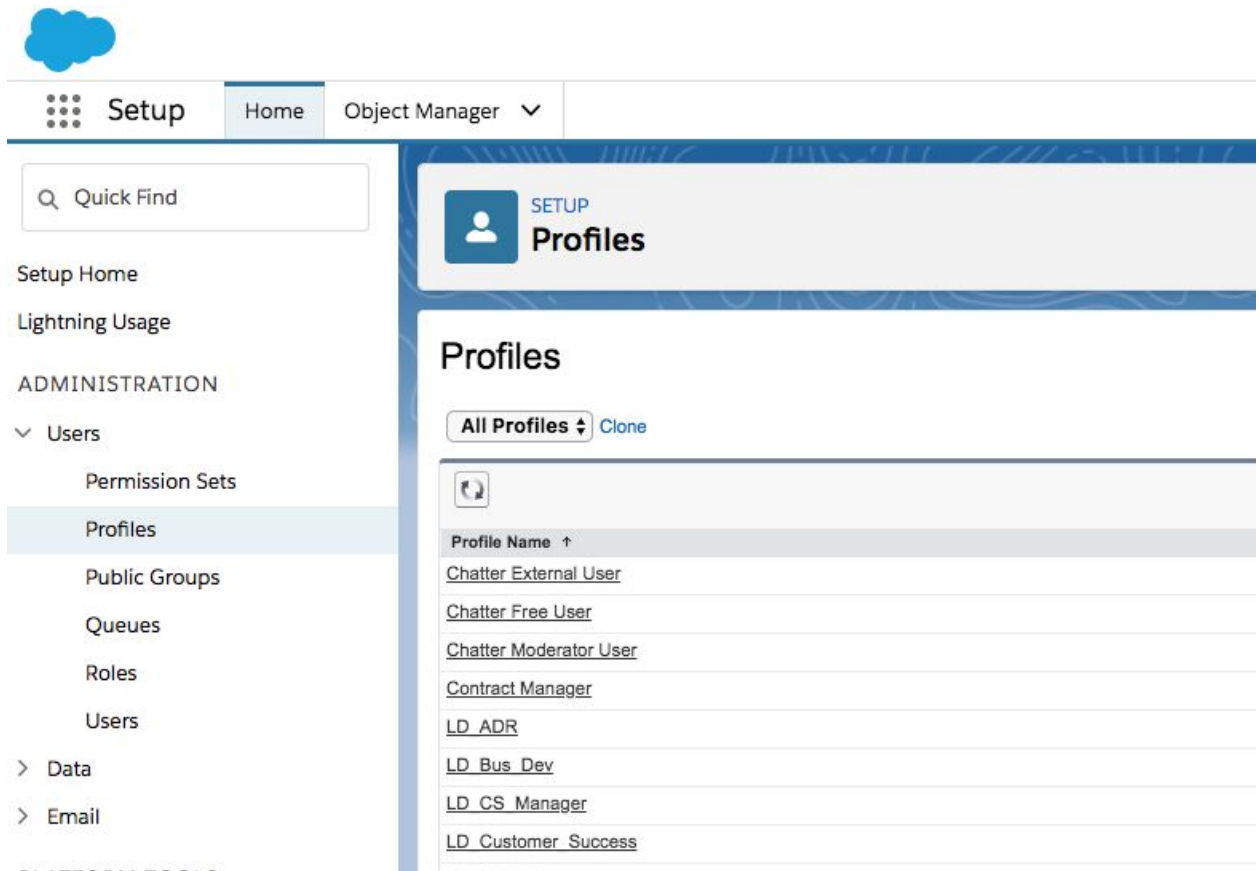 Setup
Home
Object Manager
Quick Find
Setup Home
Lightning Usage
ADMINISTRATION
Users
Permission Sets
Profiles
Public Groups
Queues
Roles
Users
Data
Email
SETUP
Profiles
Profiles
All Profiles Clone
Profile Name
Chatter External User
Chatter Free User
Chatter Moderator User
Contract Manager
LD_ADR
LD_Bus_Dev
LD_CS_Manager
LD_Customer_Success